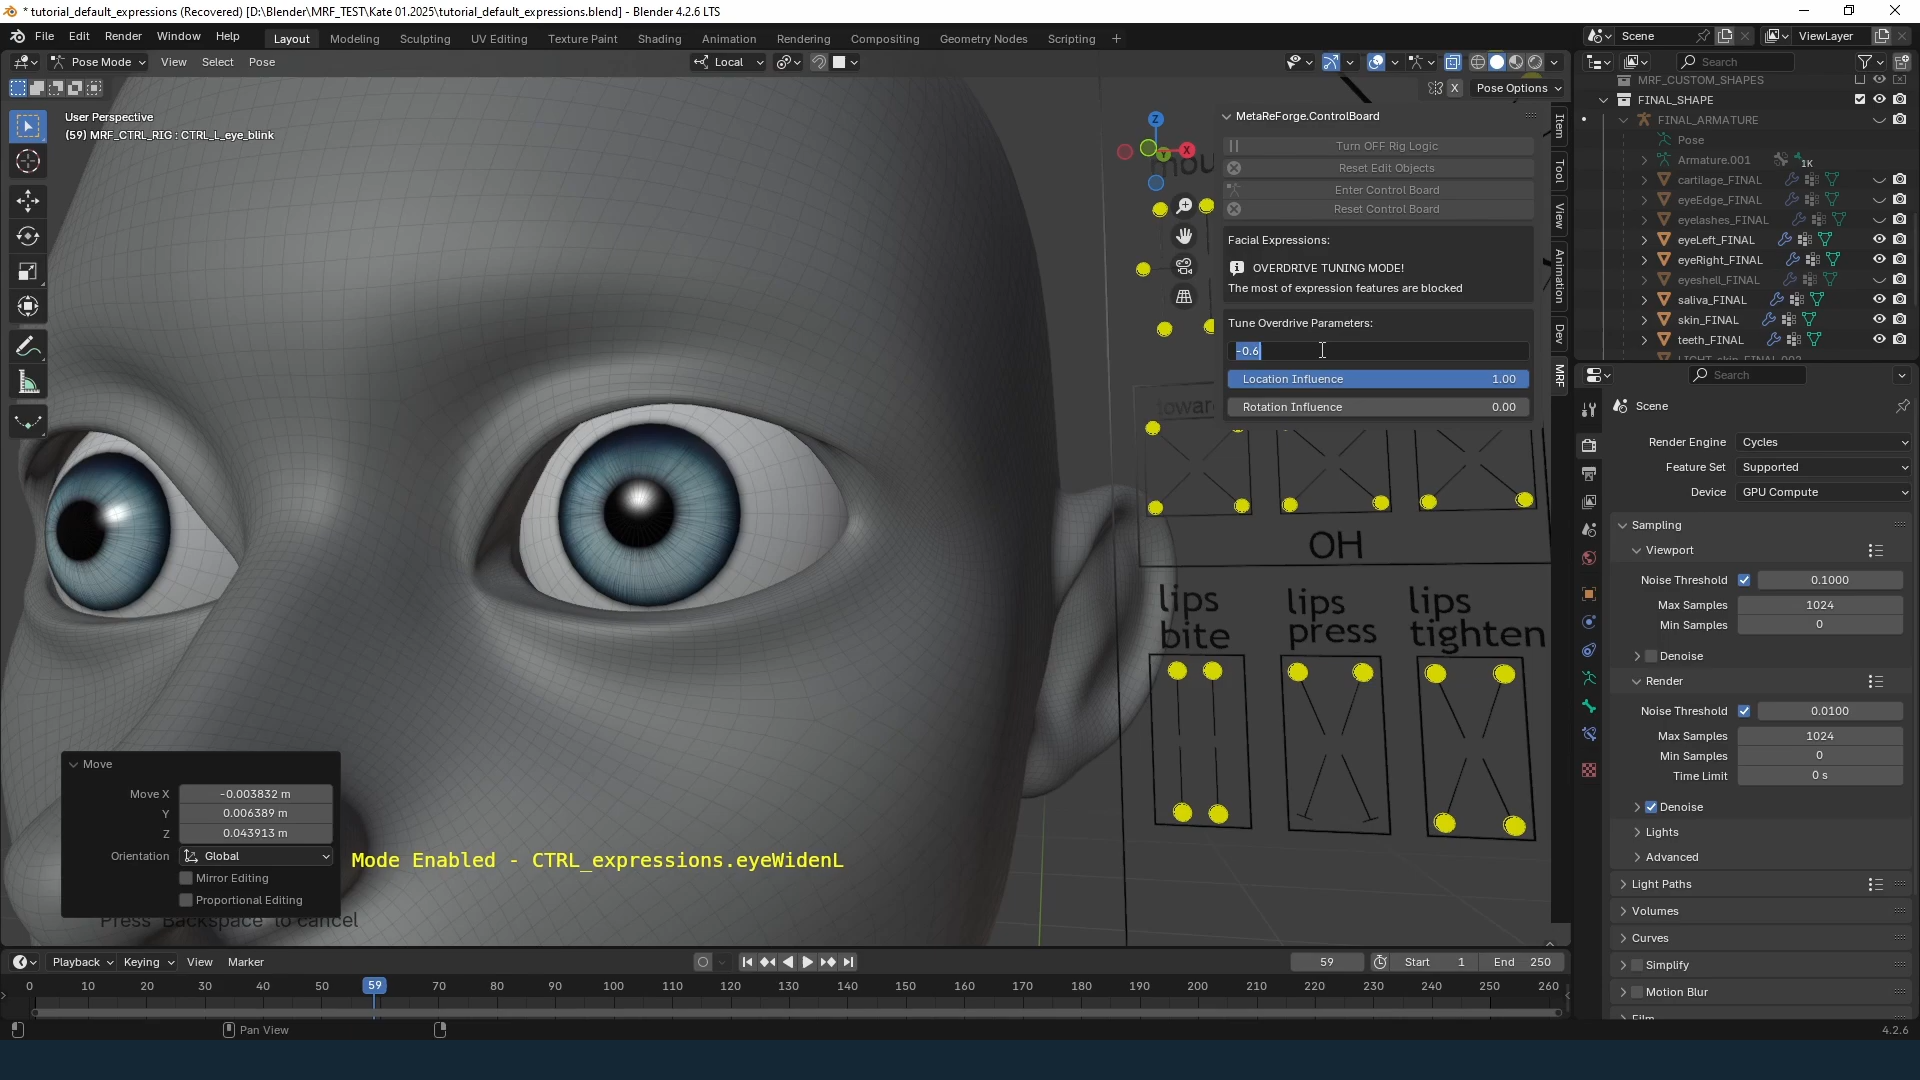 * tutorial_default_expressions (Recovered) [D:\Blender\MRF_TEST\Kate 01.2025\tutorial_default_expressions.blend] - Blender 4.2.6 LTS
File Edit Render Window Help
Layout Modeling Sculpting UV Editing Texture Paint Shading Animation Rendering Compositing Geometry Nodes Scripting +
Scene ViewLayer
Pose Mode View Select Pose
Local
Search
X Pose Options
User Perspective
(59) MRF_CTRL_RIG : CTRL_L_eye_blink
Z
X
Y
MetaReForge.ControlBoard
Turn OFF Rig Logic
Reset Edit Objects
Enter Control Board
Reset Control Board
Facial Expressions:
OVERDRIVE TUNING MODE!
The most of expression features are blocked
Tune Overdrive Parameters:
-0.6
Location Influence 1.00
Rotation Influence 0.00
Item
Tool
View
Animation
Dev
MRF
mou
towar
OH
lips bite
lips press
lips tighten
MRF_CUSTOM_SHAPES
FINAL_SHAPE
FINAL_ARMATURE
Pose
Armature.001 1K
cartilage_FINAL
eyeEdge_FINAL
eyelashes_FINAL
eyeLeft_FINAL
eyeRight_FINAL
eyeshell_FINAL
saliva_FINAL
skin_FINAL
teeth_FINAL
LIGHT_skin_FINAL.002
Search
Scene
Render Engine Cycles
Feature Set Supported
Device GPU Compute
Sampling
Viewport
Noise Threshold 0.1000
Max Samples 1024
Min Samples 0
Denoise
Render
Noise Threshold 0.0100
Max Samples 1024
Min Samples 0
Time Limit 0 s
Denoise
Lights
Advanced
Light Paths
Volumes
Curves
Simplify
Motion Blur
Film
Move
Move X -0.003832 m
Y 0.006389 m
Z 0.043913 m
Orientation Global
Mirror Editing
Proportional Editing
Mode Enabled - CTRL_expressions.eyeWidenL
Press 'Backspace' to cancel
Playback Keying View Marker
59 Start 1 End 250
0 10 20 30 40 50 59 70 80 90 100 110 120 130 140 150 160 170 180 190 200 210 220 230 240 250 260
Pan View
4.2.6